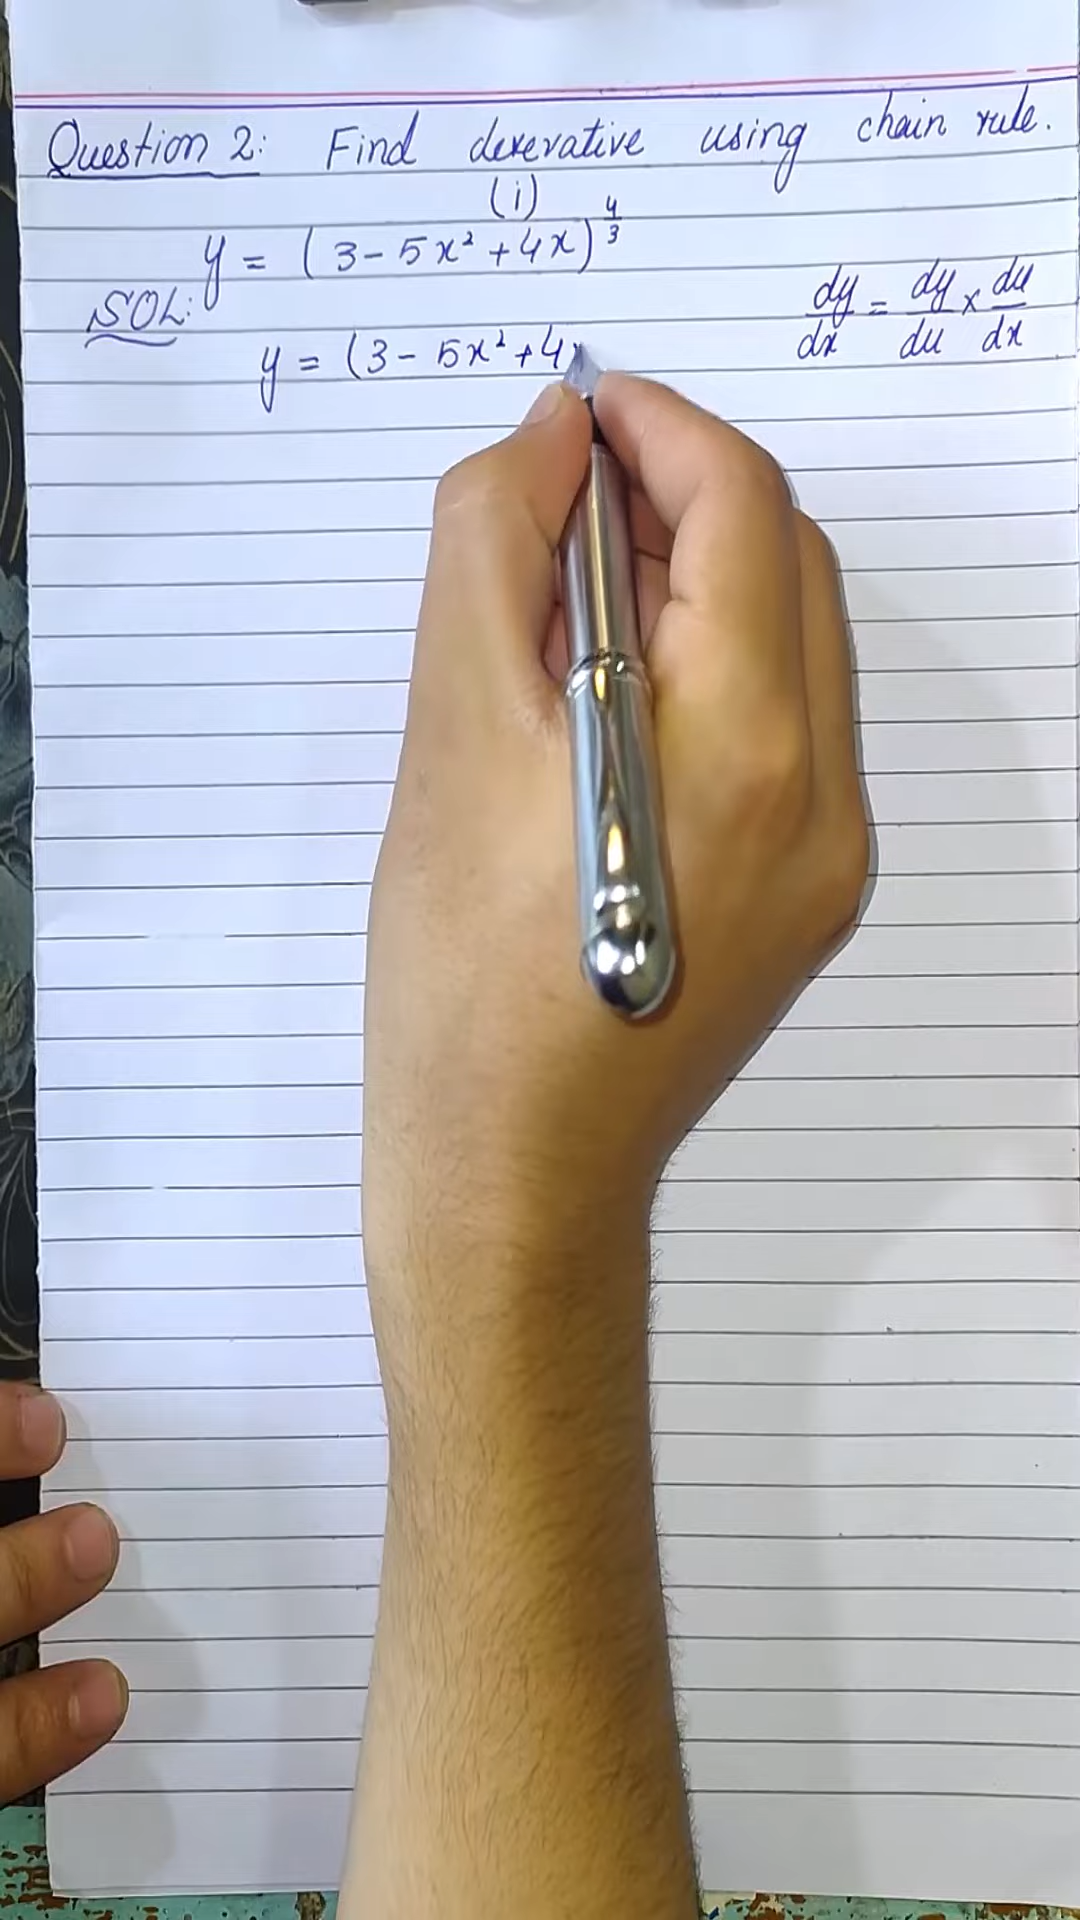 Question 2: Find derevative using chain rule.
(i)
y = (3 - 5x² + 4x)^4/3
SOL:
dy/dx = dy/du × du/dx
y = (3 - 5x² + 4x